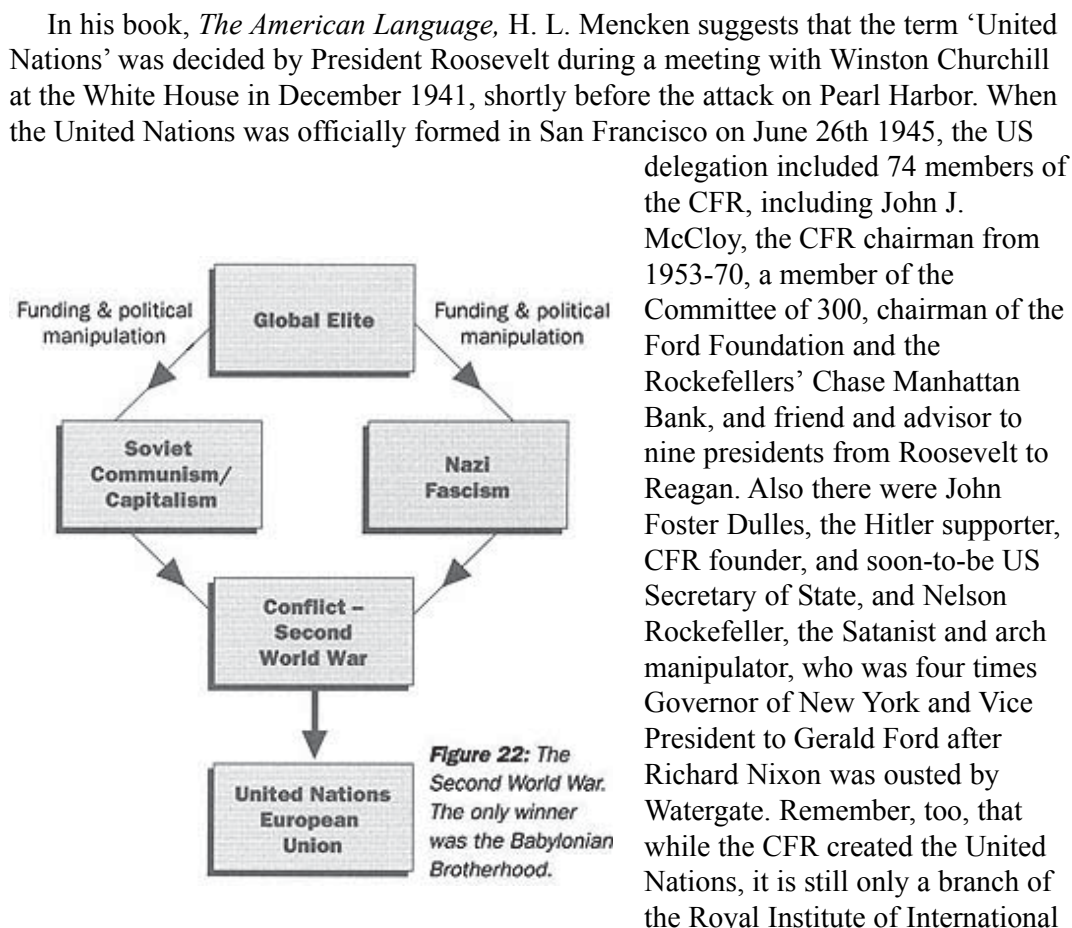 In his book, The American Language, H. L. Mencken suggests that the term ‘United
Nations’ was decided by President Roosevelt during a meeting with Winston Churchill
at the White House in December 1941, shortly before the attack on Pearl Harbor. When
the United Nations was officially formed in San Francisco on June 26th 1945, the US
delegation included 74 members of
the CFR, including John J.
McCloy, the CFR chairman from
1953-70, a member of the
Committee of 300, chairman of the
Ford Foundation and the
Rockefellers’ Chase Manhattan
Bank, and friend and advisor to
nine presidents from Roosevelt to
Reagan. Also there were John
Foster Dulles, the Hitler supporter,
CFR founder, and soon-to-be US
Secretary of State, and Nelson
Rockefeller, the Satanist and arch
manipulator, who was four times
Governor of New York and Vice
President to Gerald Ford after
Richard Nixon was ousted by
Watergate. Remember, too, that
while the CFR created the United
Nations, it is still only a branch of
the Royal Institute of International
Funding & political
manipulation
Global Elite
Funding & political
manipulation
Soviet
Communism/
Capitalism
Nazi
Fascism
Conflict –
Second
World War
United Nations
European
Union
Figure 22: The
Second World War.
The only winner
was the Babylonian
Brotherhood.